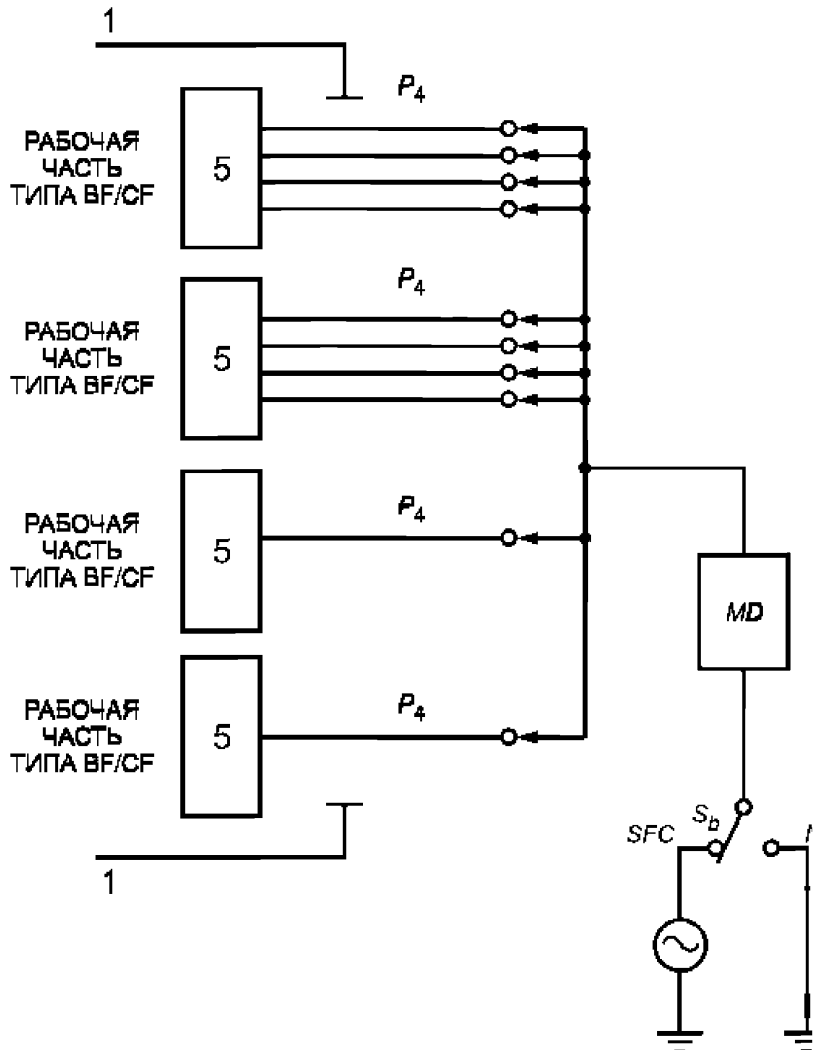 1
P4
РАБОЧАЯ
ЧАСТЬ
ТИПА BF/CF
5
P4
РАБОЧАЯ
ЧАСТЬ
ТИПА BF/CF
5
P4
РАБОЧАЯ
ЧАСТЬ
ТИПА BF/CF
5
MD
P4
РАБОЧАЯ
ЧАСТЬ
ТИПА BF/CF
5
Sb
SFC
1